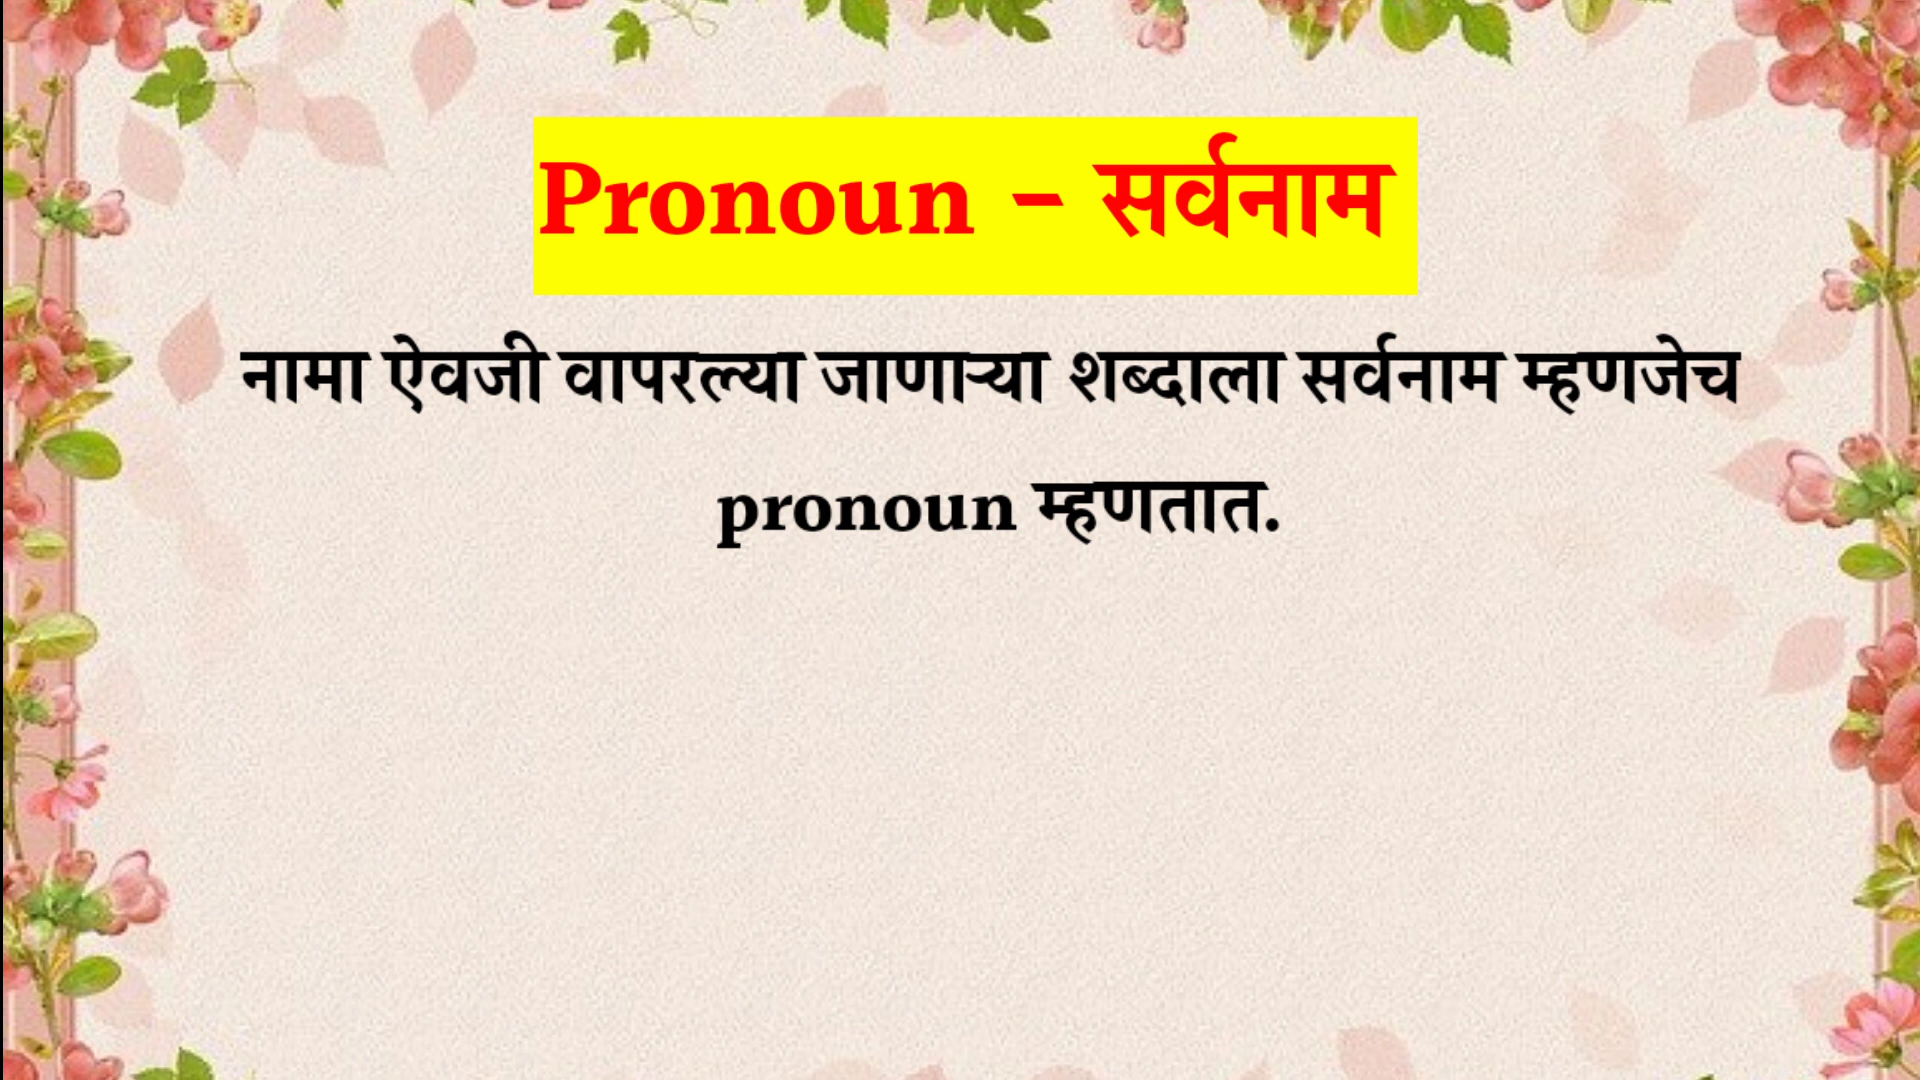 Pronoun - सर्वनाम
नामा ऐवजी वापरल्या जाणाऱ्या शब्दाला सर्वनाम म्हणजेच
pronoun म्हणतात.